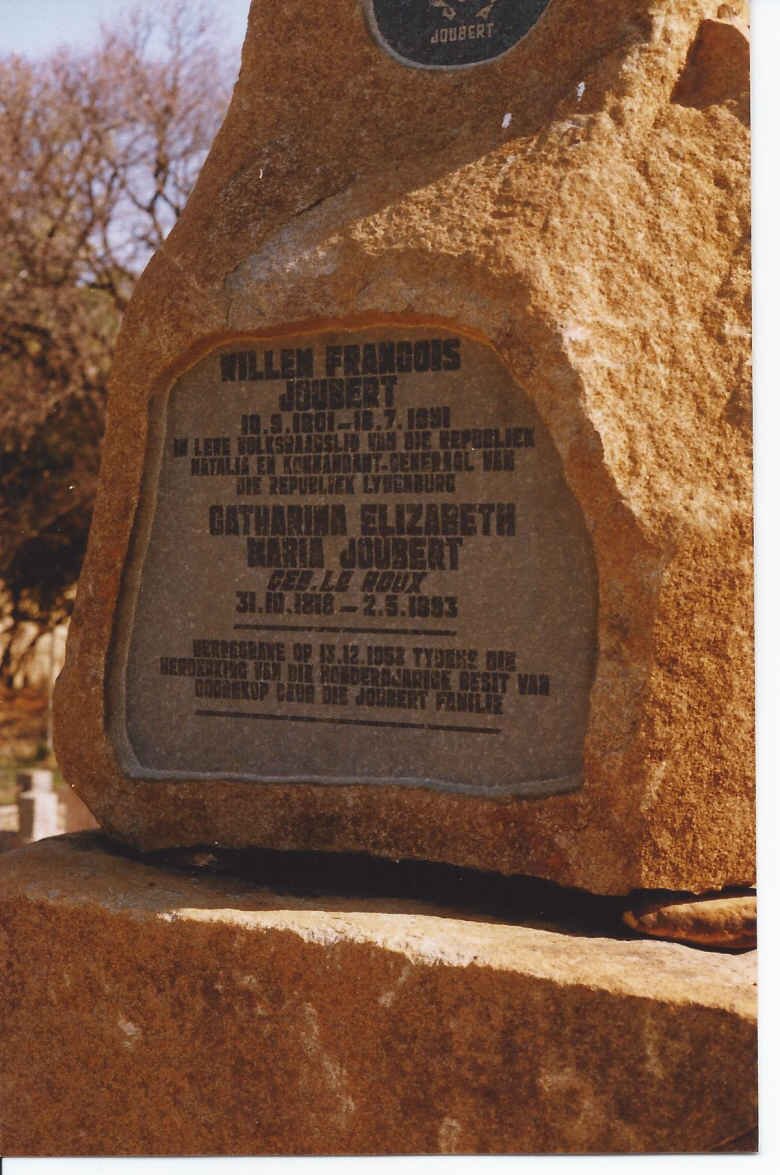 JOUBERT
WILLEM FRANCOIS
JOUBERT
10.9.1801–18.7.1891
IN LEWE VOLKSRAADSLID VAN DIE REPUBLIEK
NATALIA EN KOMMANDANT-GENERAAL VAN
DIE REPUBLIEK LYDENBURG
CATHARINA ELIZABETH
MARIA JOUBERT
GEB. LE ROUX
31.10.1818 – 2.5.1893
HERBEGRAWE OP 13.12.1958 TYDENS DIE
HERDENKING VAN DIE HONDERDJARIGE BESIT VAN
DOORNKOP DEUR DIE JOUBERT FAMILIE